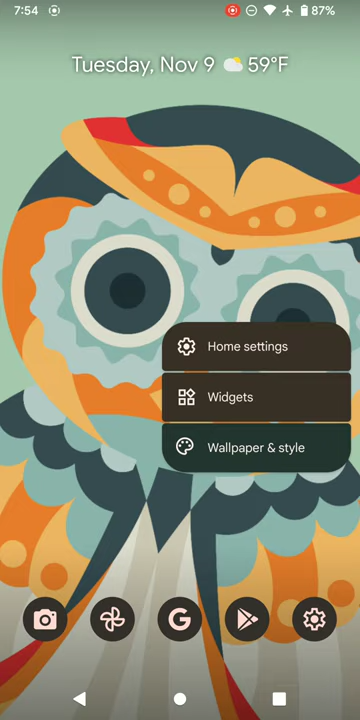 7:54
87%
Tuesday, Nov 9 59°F
Home settings
Widgets
Wallpaper & style
G